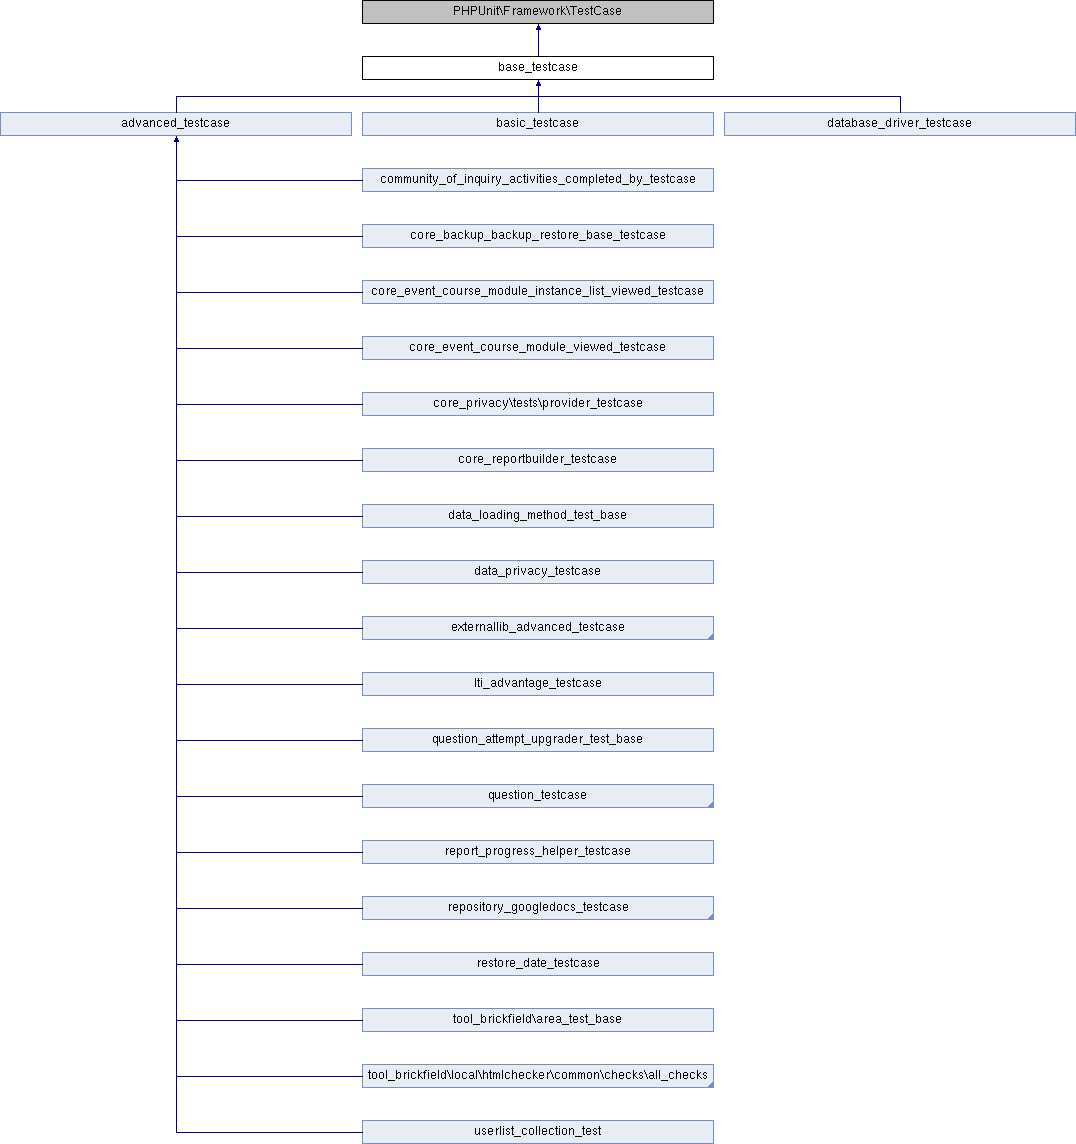 PHPUnit\Framework\TestCase
base_testcase
advanced_testcase
basic_testcase
database_driver_testcase
community_of_inquiry_activities_completed_by_testcase
core_backup_backup_restore_base_testcase
core_event_course_module_instance_list_viewed_testcase
core_event_course_module_viewed_testcase
core_privacy\tests\provider_testcase
core_reportbuilder_testcase
data_loading_method_test_base
data_privacy_testcase
externallib_advanced_testcase
lti_advantage_testcase
question_attempt_upgrader_test_base
question_testcase
report_progress_helper_testcase
repository_googledocs_testcase
restore_date_testcase
tool_brickfield\area_test_base
tool_brickfield\local\htmlchecker\common\checks\all_checks
userlist_collection_test